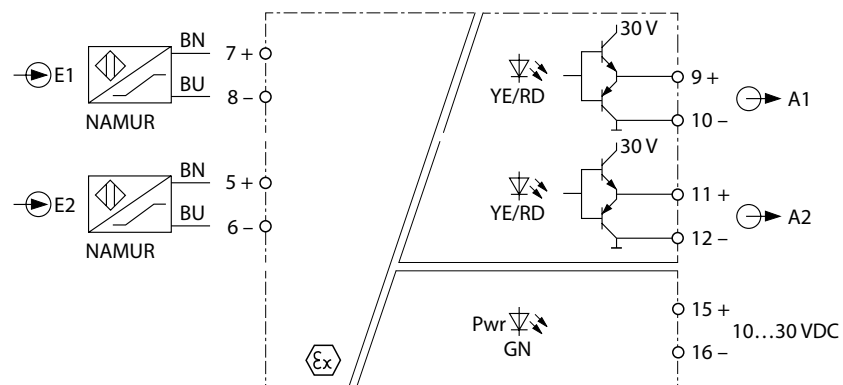 E1
BN
BU
NAMUR
7 +
8 –
E2
BN
BU
NAMUR
5 +
6 –
Ex
30 V
YE/RD
9 +
10 –
A1
30 V
YE/RD
11 +
12 –
A2
Pwr
GN
15 +
16 –
10…30 VDC